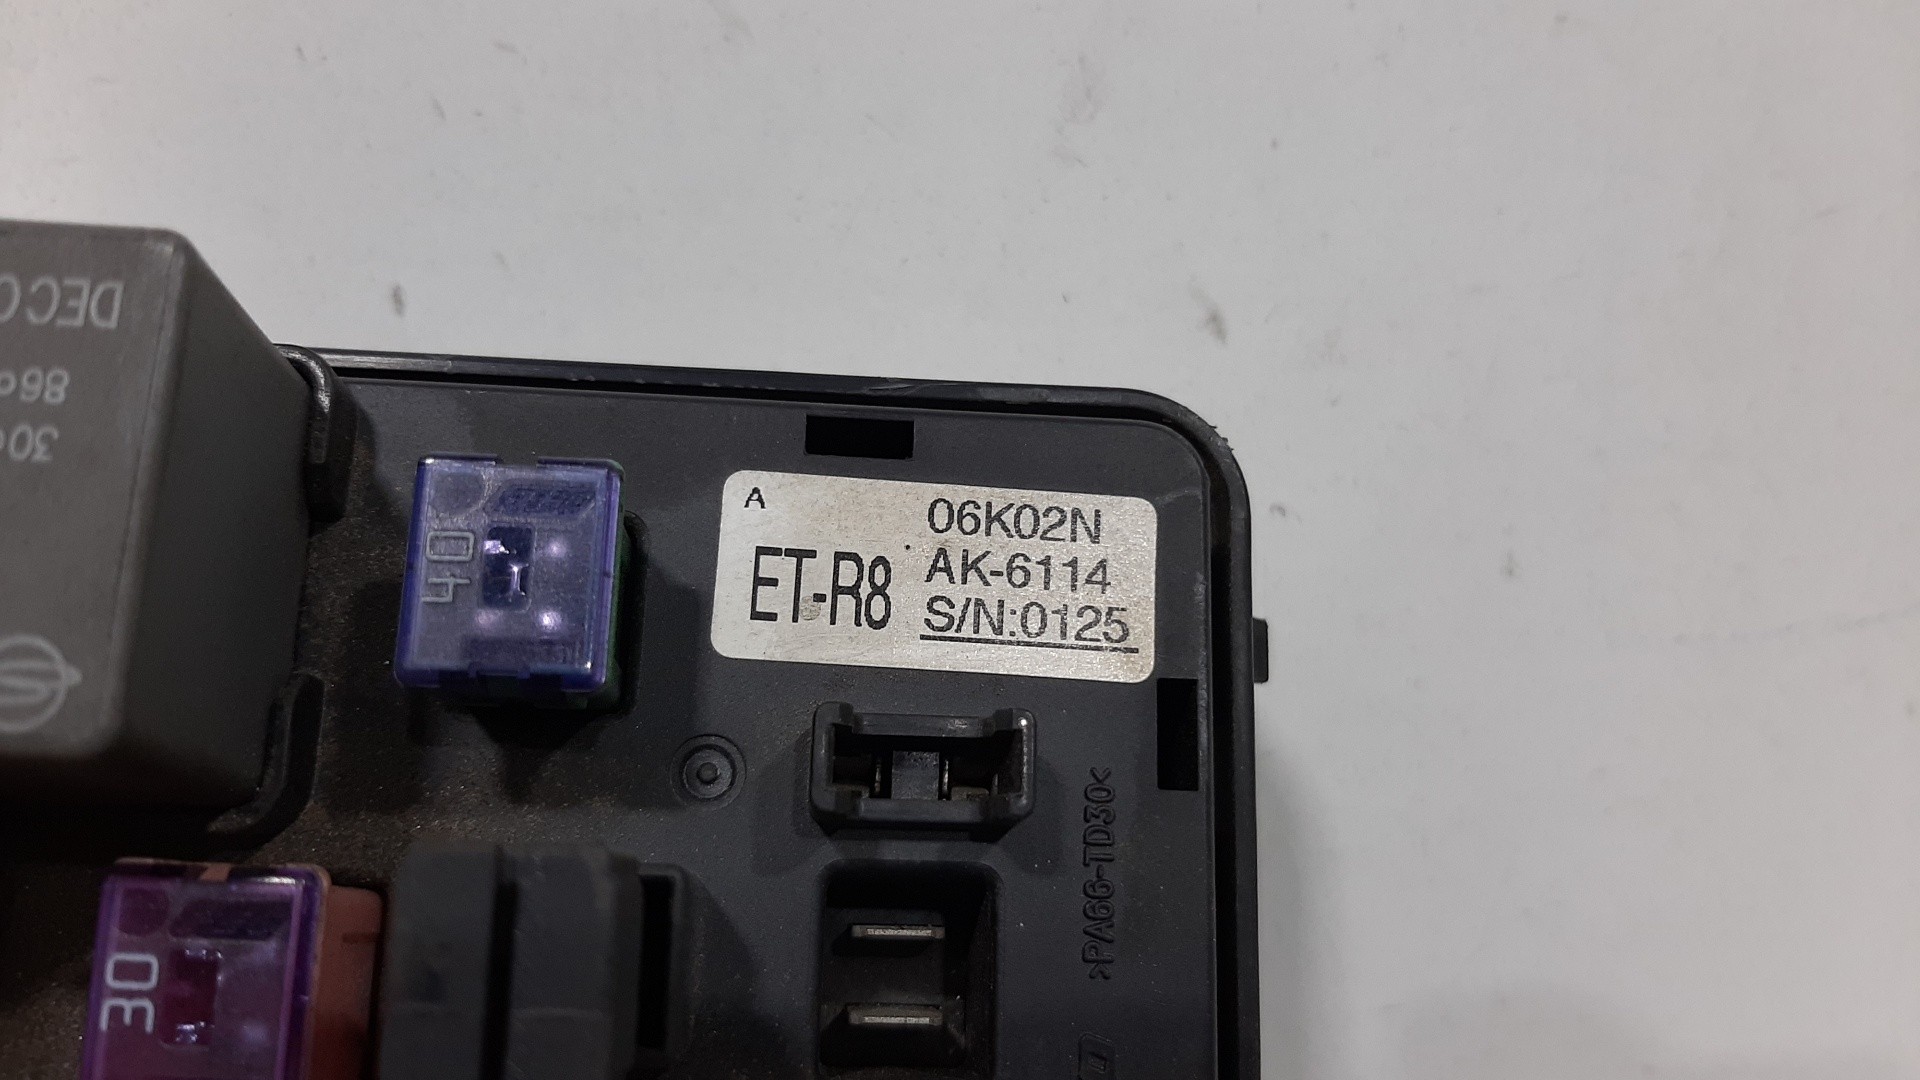 DECO
86
30
40
A
06K02N
ET-R8
AK-6114
S/N:0125
>PA66-TD30<
30